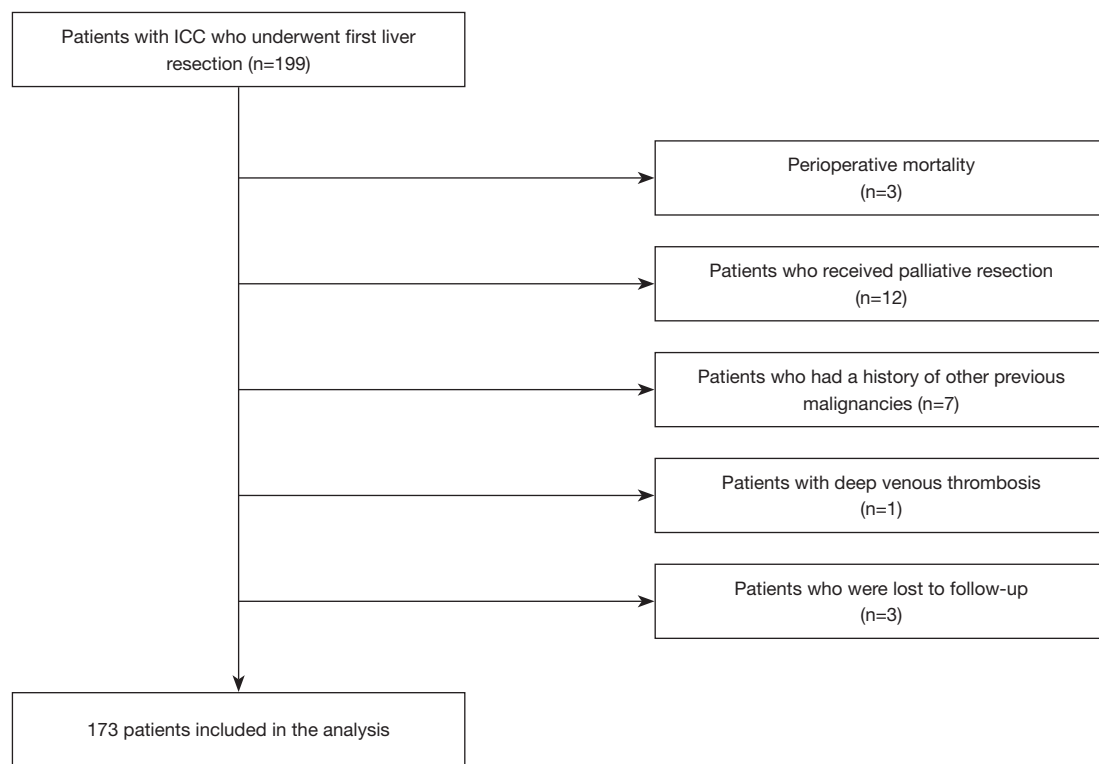 Patients with ICC who underwent first liver
resection (n=199)
Perioperative mortality
(n=3)
Patients who received palliative resection
(n=12)
Patients who had a history of other previous
malignancies (n=7)
Patients with deep venous thrombosis
(n=1)
Patients who were lost to follow-up
(n=3)
173 patients included in the analysis